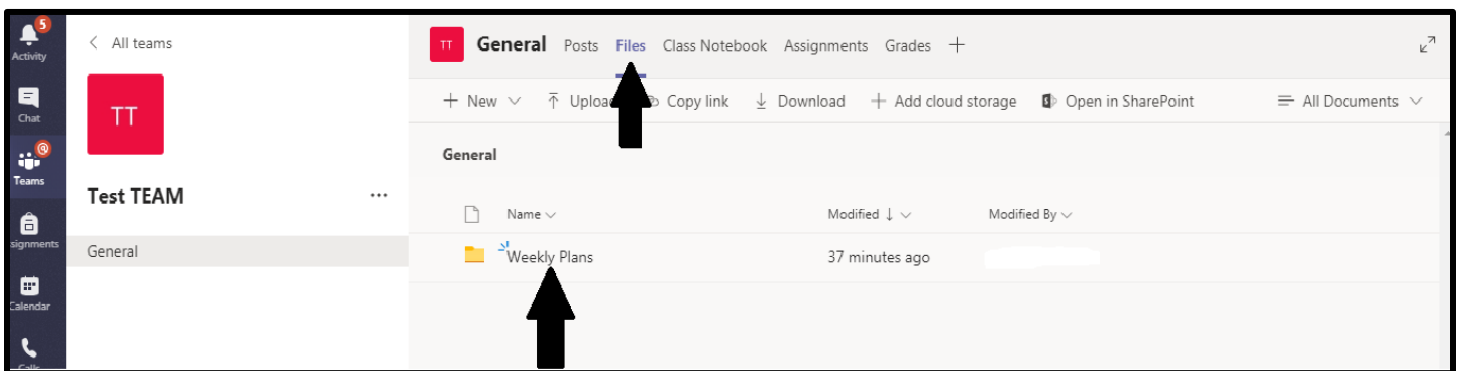 5
Activity
Chat
@
Teams
signments
Calendar
Calls
< All teams
TT
Test TEAM ...
General
TT General Posts Files Class Notebook Assignments Grades +
+ New Copy link Download + Add cloud storage Open in SharePoint All Documents
General
Name Modified ↓ Modified By
Weekly Plans 37 minutes ago